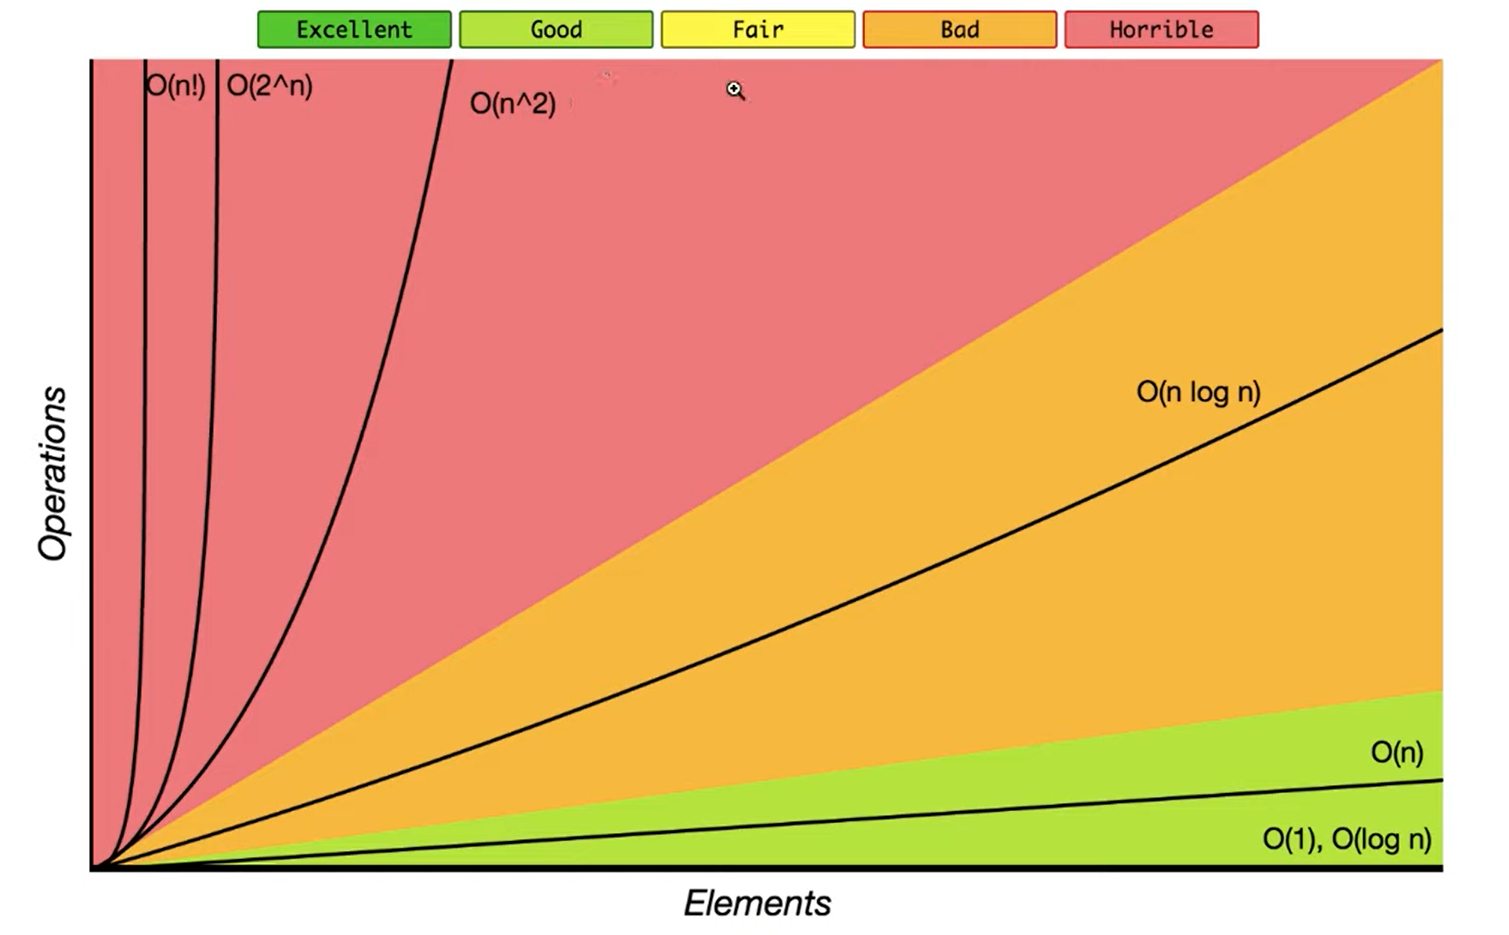 Excellent Good Fair Bad Horrible
O(n!) O(2^n)
O(n^2)
O(n log n)
Operations
O(n)
O(1), O(log n)
Elements